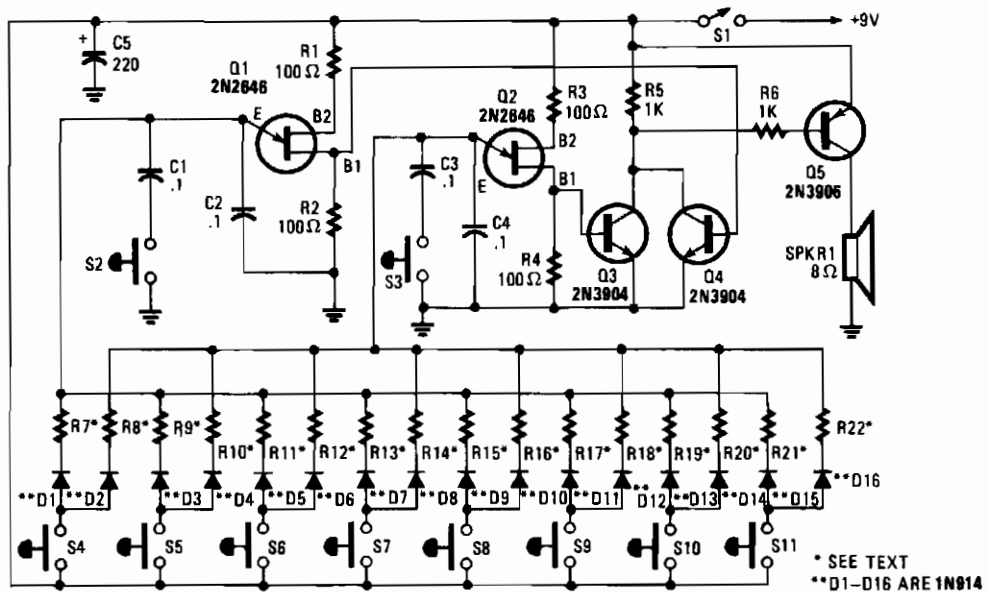 +9V
S1
+
C5
220
R1
100Ω
Q1
2N2646
E
B2
B1
C1
.1
C2
.1
R2
100Ω
S2
Q2
2N2646
R3
100Ω
B2
B1
E
C3
.1
C4
.1
R4
100Ω
S3
R5
1K
R6
1K
Q5
2N3906
Q3
2N3904
Q4
2N3904
SPKR1
8Ω
R7* R8* R9* R10* R11* R12* R13* R14* R15* R16* R17* R18* R19* R20* R21* R22*
**D1 **D2 **D3 **D4 **D5 **D6 **D7 **D8 **D9 **D10 **D11 ** D12 **D13 **D14 **D15 **D16
S4 S5 S6 S7 S8 S9 S10 S11
* SEE TEXT
**D1–D16 ARE 1N914